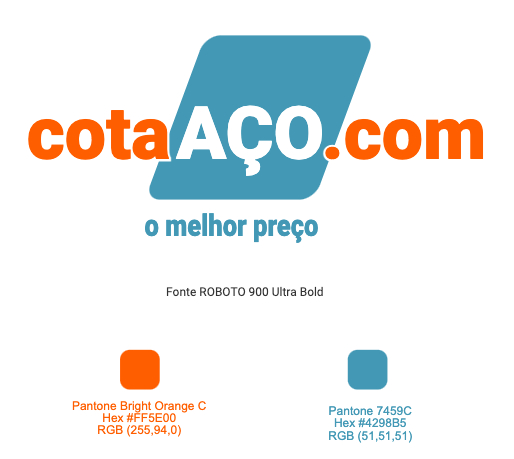 cotaAÇO.com
o melhor preço
Fonte ROBOTO 900 Ultra Bold
Pantone Bright Orange C
Hex #FF5E00
RGB (255,94,0)
Pantone 7459C
Hex #4298B5
RGB (51,51,51)